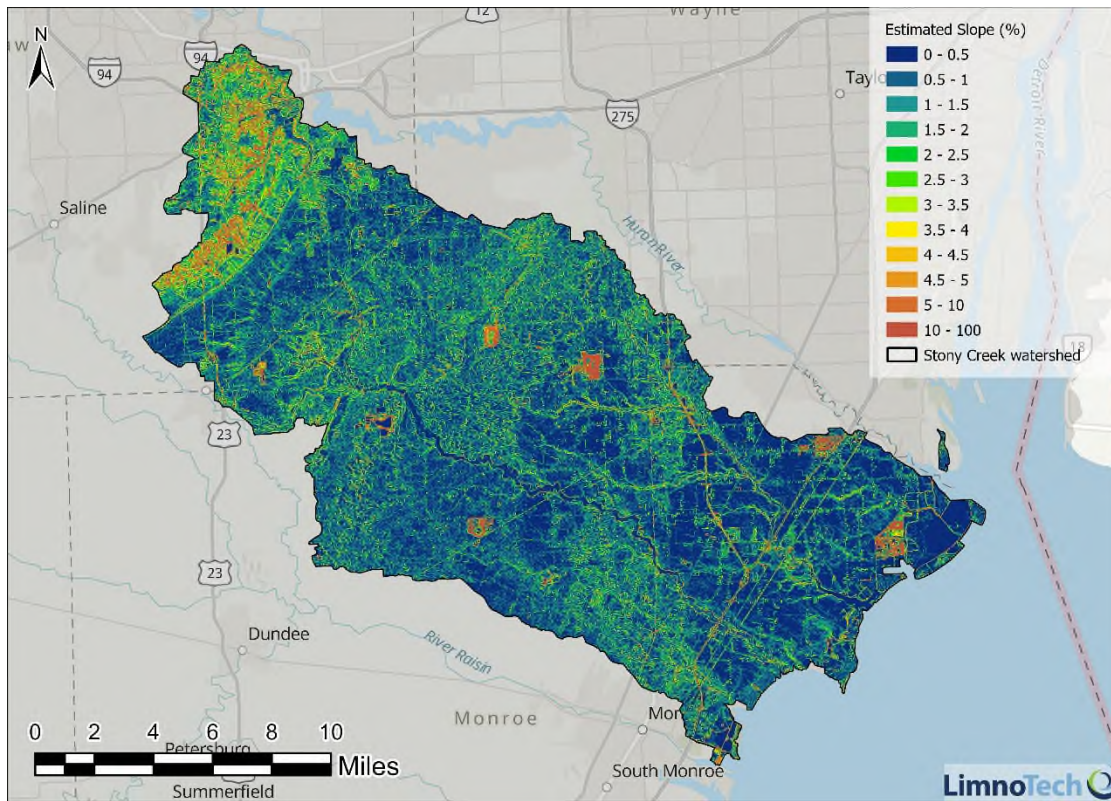 12
Wayne
aw
N
94
94
275
Taylo
Detroit River
Estimated Slope (%)
0 - 0.5
0.5 - 1
1 - 1.5
1.5 - 2
2 - 2.5
2.5 - 3
3 - 3.5
3.5 - 4
4 - 4.5
4.5 - 5
5 - 10
10 - 100
Stony Creek watershed
18
Saline
Huron River
23
23
Dundee
River Raisin
Monroe
Mon
South Monroe
0 2 4 6 8 10
Miles
Petersburg
Summerfield
LimnoTech